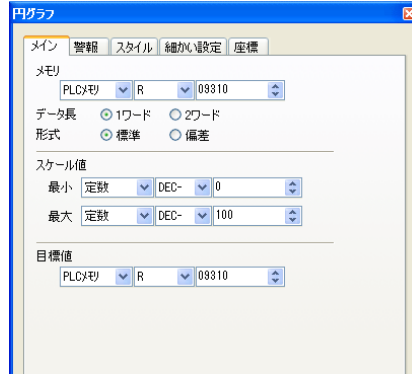 円グラフ
メイン 警報 スタイル 細かい設定 座標
メモリ
PLCメモリ R 09310
データ長 1ワード 2ワード
形式 標準 偏差
スケール値
最小 定数 DEC- 0
最大 定数 DEC- 100
目標値
PLCメモリ R 09310